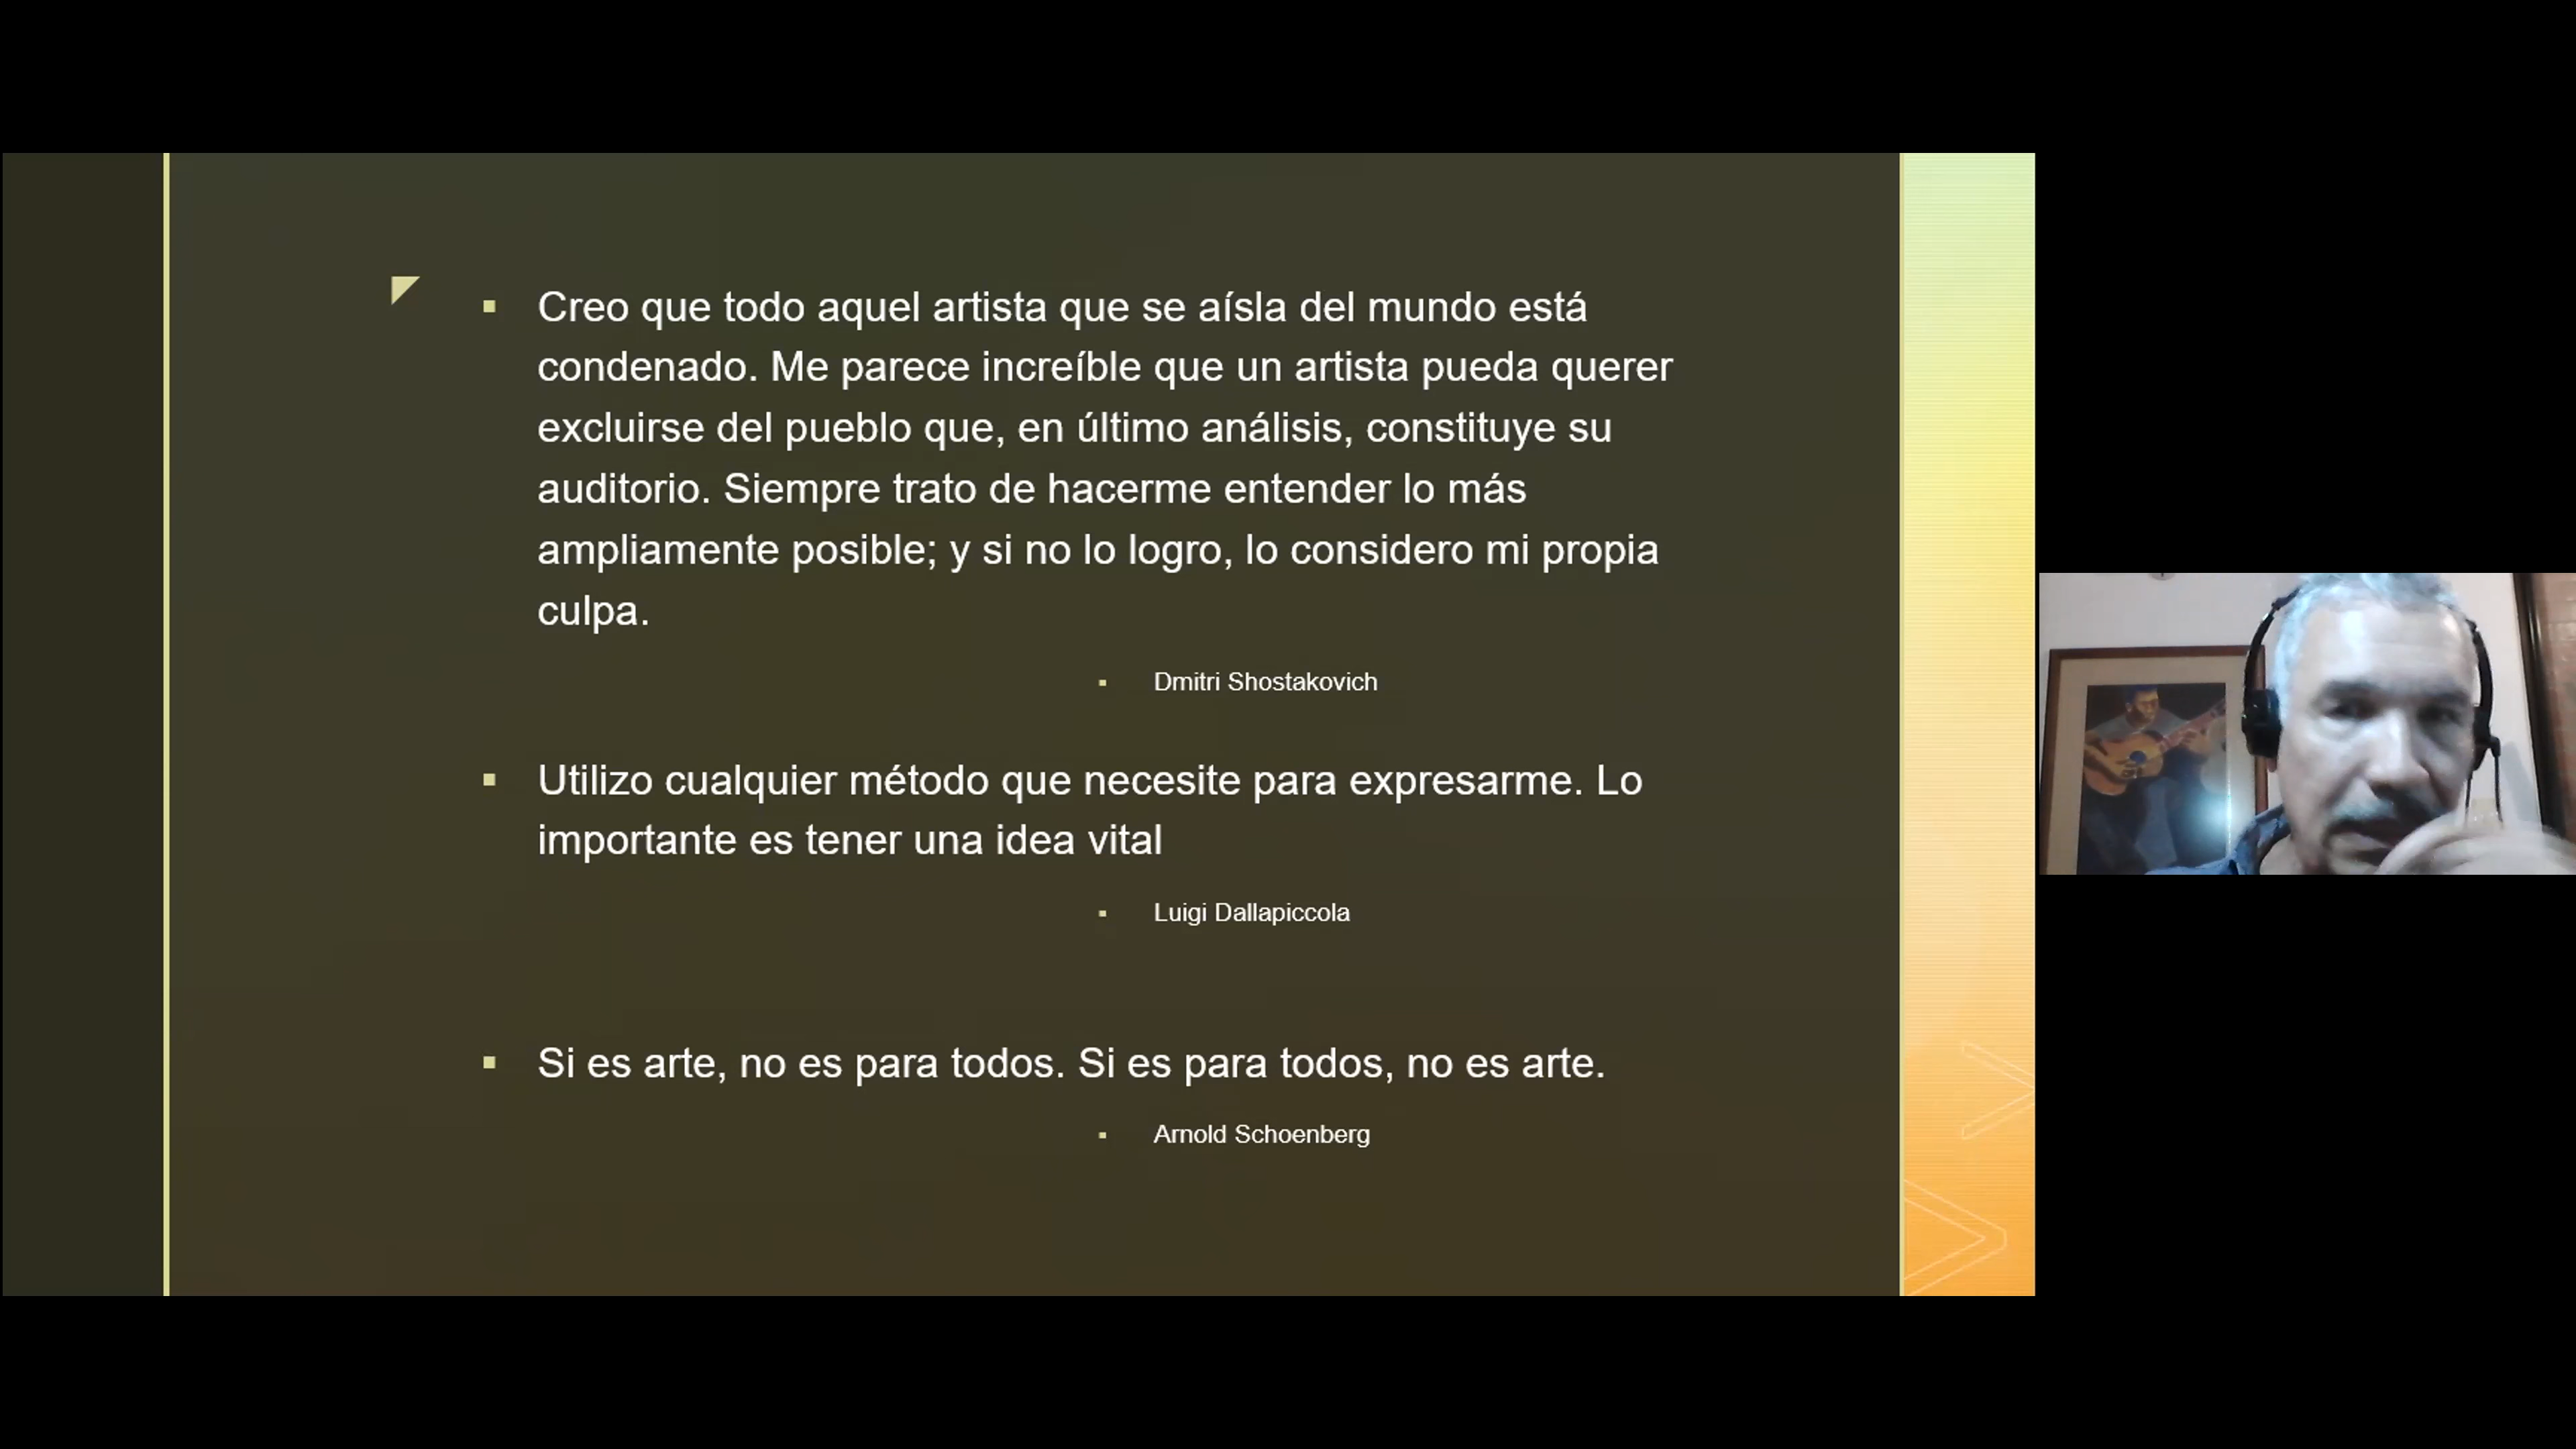 Creo que todo aquel artista que se aísla del mundo está
condenado. Me parece increíble que un artista pueda querer
excluirse del pueblo que, en último análisis, constituye su
auditorio. Siempre trato de hacerme entender lo más
ampliamente posible; y si no lo logro, lo considero mi propia
culpa.
Dmitri Shostakovich
Utilizo cualquier método que necesite para expresarme. Lo
importante es tener una idea vital
Luigi Dallapiccola
Si es arte, no es para todos. Si es para todos, no es arte.
Arnold Schoenberg